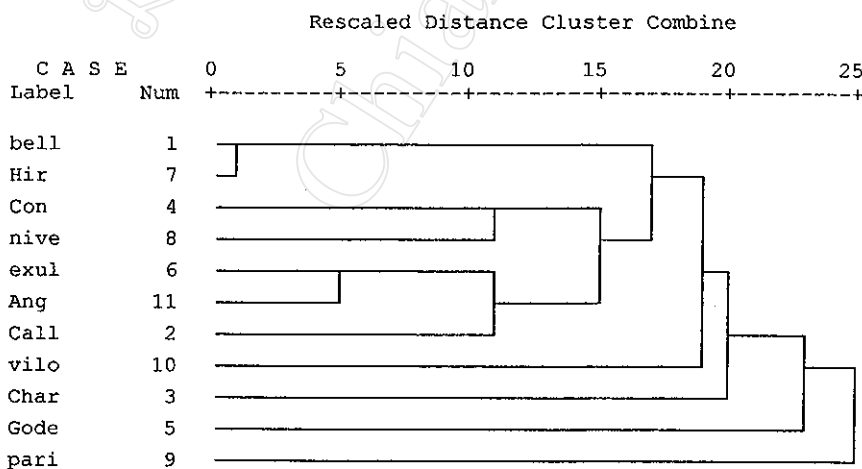 Rescaled Distance Cluster Combine
C A S E 0 5 10 15 20 25
Label Num +---------+---------+---------+---------+---------+
bell 1
Hir 7
Con 4
nive 8
exul 6
Ang 11
Call 2
vilo 10
Char 3
Gode 5
pari 9